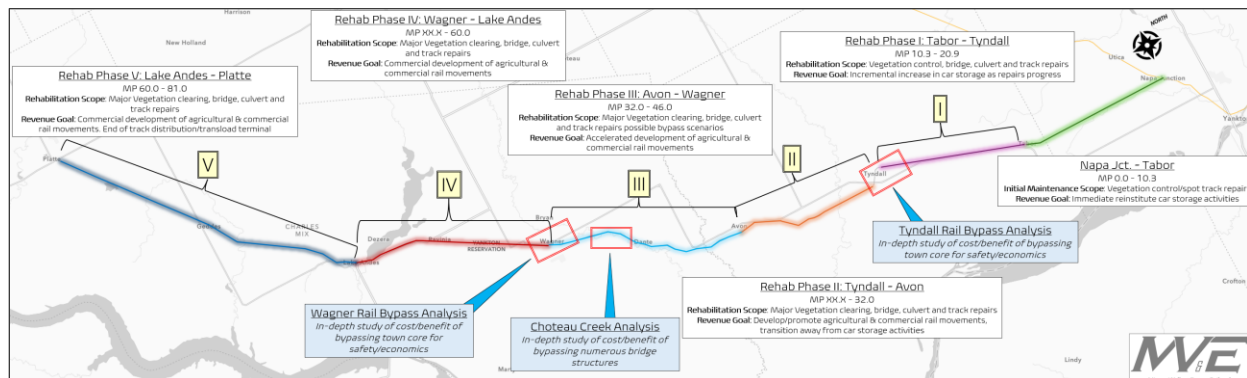 Harrison
New Holland
Rehab Phase IV: Wagner - Lake Andes
MP XX.X - 60.0
Rehabilitation Scope: Major Vegetation clearing, bridge, culvert
and track repairs
Revenue Goal: Commercial development of agricultural &
commercial rail movements
Rehab Phase I: Tabor - Tyndall
MP 10.3 - 20.9
Rehabilitation Scope: Vegetation control, bridge, culvert and track repairs
Revenue Goal: Incremental increase in car storage as repairs progress
NORTH
Utica
Napa Junction
Yankton
Rehab Phase V: Lake Andes - Platte
MP 60.0 - 81.0
Rehabilitation Scope: Major Vegetation clearing, bridge, culvert and
track repairs
Revenue Goal: Commercial development of agricultural & commercial
rail movements. End of track distribution/transload terminal
Rehab Phase III: Avon - Wagner
MP 32.0 - 46.0
Rehabilitation Scope: Major Vegetation clearing, bridge, culvert
and track repairs possible bypass scenarios
Revenue Goal: Accelerated development of agricultural &
commercial rail movements
I
II
III
IV
V
Platte
Geddes
CHARLES
MIX
Lake Andes
Ravinia
YANKTON
RESERVATION
Bryan
Wagner
Dante
Avon
Tyndall
Napa Jct. - Tabor
MP 0.0 - 10.3
Initial Maintenance Scope: Vegetation control/spot track repair
Revenue Goal: Immediate reinstitute car storage activities
Tyndall Rail Bypass Analysis
In-depth study of cost/benefit of bypassing
town core for safety/economics
Wagner Rail Bypass Analysis
In-depth study of cost/benefit of
bypassing town core for
safety/economics
Choteau Creek Analysis
In-depth study of cost/benefit of
bypassing numerous bridge
structures
Rehab Phase II: Tyndall - Avon
MP XX.X - 32.0
Rehabilitation Scope: Major Vegetation clearing, bridge, culvert and track repairs
Revenue Goal: Develop/promote agricultural & commercial rail movements,
transition away from car storage activities
Crofton
Lindy
MV&E